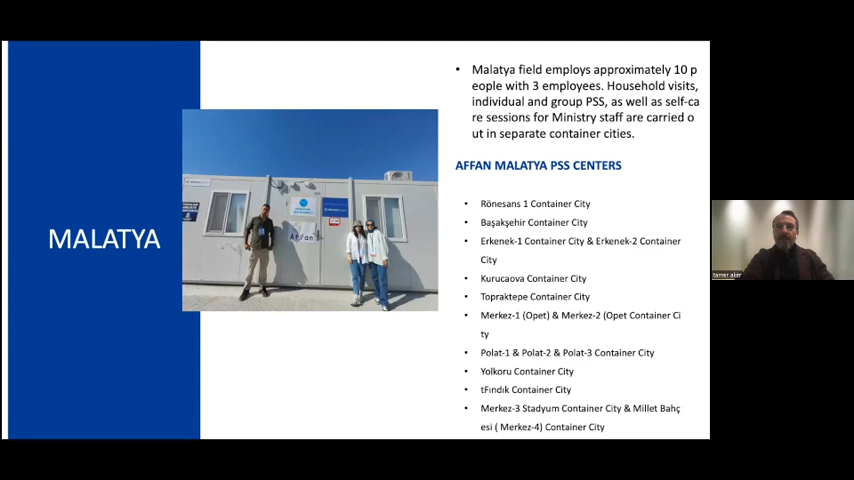 MALATYA
• Malatya field employs approximately 10 p
eople with 3 employees. Household visits,
individual and group PSS, as well as self-ca
re sessions for Ministry staff are carried o
ut in separate container cities.
AFFAN MALATYA PSS CENTERS
• Rönesans 1 Container City
• Başakşehir Container City
• Erkenek-1 Container City & Erkenek-2 Container
City
• Kurucaova Container City
• Topraktepe Container City
• Merkez-1 (Opet) & Merkez-2 (Opet Container Ci
ty
• Polat-1 & Polat-2 & Polat-3 Container City
• Yolkoru Container City
• tFındık Container City
• Merkez-3 Stadyum Container City & Millet Bahç
esi ( Merkez-4) Container City
Affan